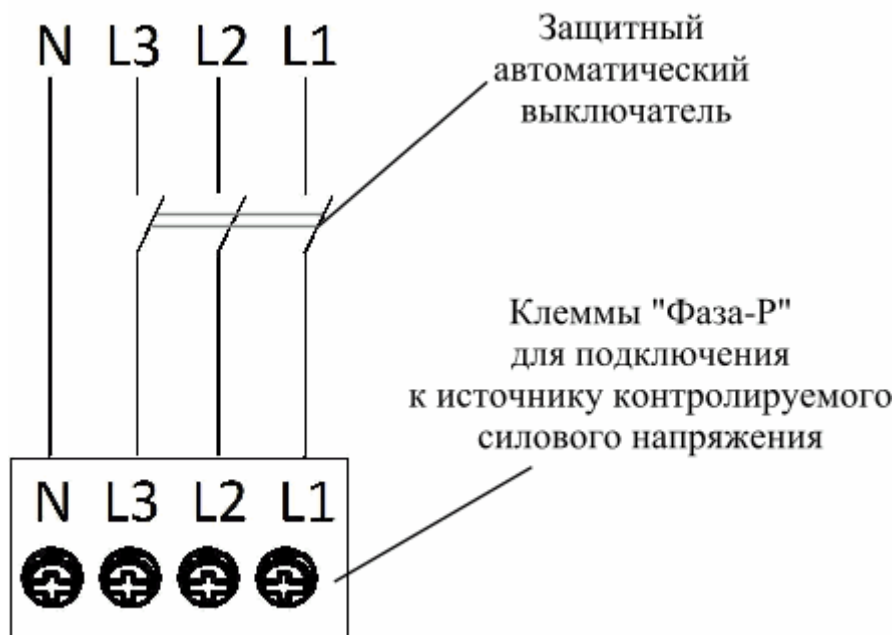 N L3 L2 L1
Защитный
автоматический
выключатель
Клеммы "Фаза-Р"
для подключения
к источнику контролируемого
силового напряжения
N L3 L2 L1